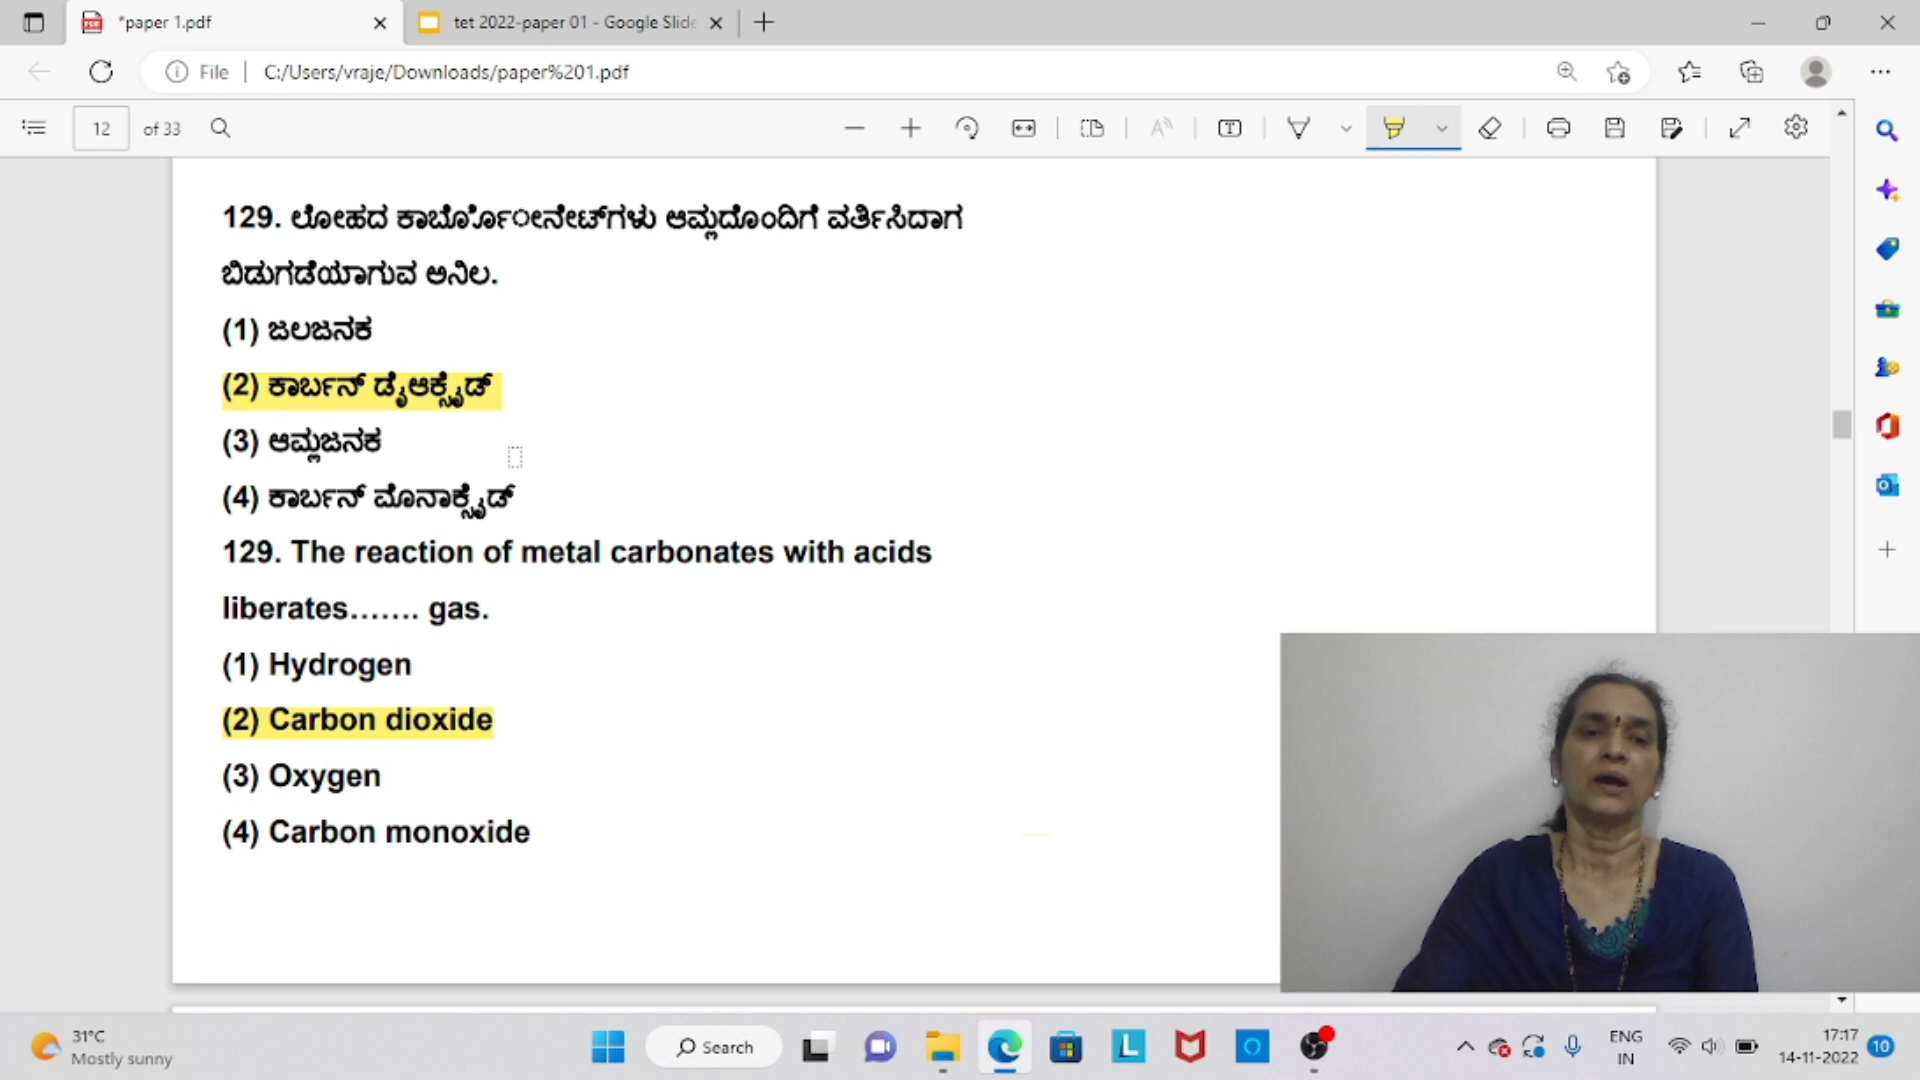 *paper 1.pdf
tet 2022-paper 01 - Google Slide
File
C:/Users/vraje/Downloads/paper%201.pdf
12 of 33
129. ಲೋಹದ ಕಾರ್ಬೊರ್ೋನೇಟ್‌ಗಳು ಆಮ್ಲದೊಂದಿಗೆ ವರ್ತಿಸಿದಾಗ
ಬಿಡುಗಡೆಯಾಗುವ ಅನಿಲ.
(1) ಜಲಜನಕ
(2) ಕಾರ್ಬನ್ ಡೈಆಕ್ಸೈಡ್
(3) ಆಮ್ಲಜನಕ
(4) ಕಾರ್ಬನ್ ಮೊನಾಕ್ಸೈಡ್
129. The reaction of metal carbonates with acids
liberates....... gas.
(1) Hydrogen
(2) Carbon dioxide
(3) Oxygen
(4) Carbon monoxide
31°C
Mostly sunny
Search
ENG
IN
17:17
14-11-2022
10